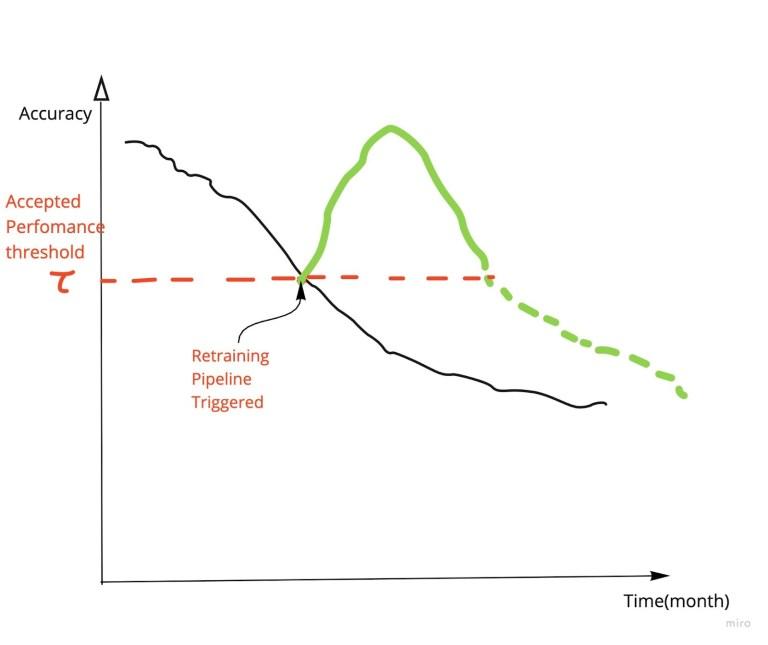 Accuracy
Accepted
Perfomance
threshold
τ
Retraining
Pipeline
Triggered
Time(month)
miro